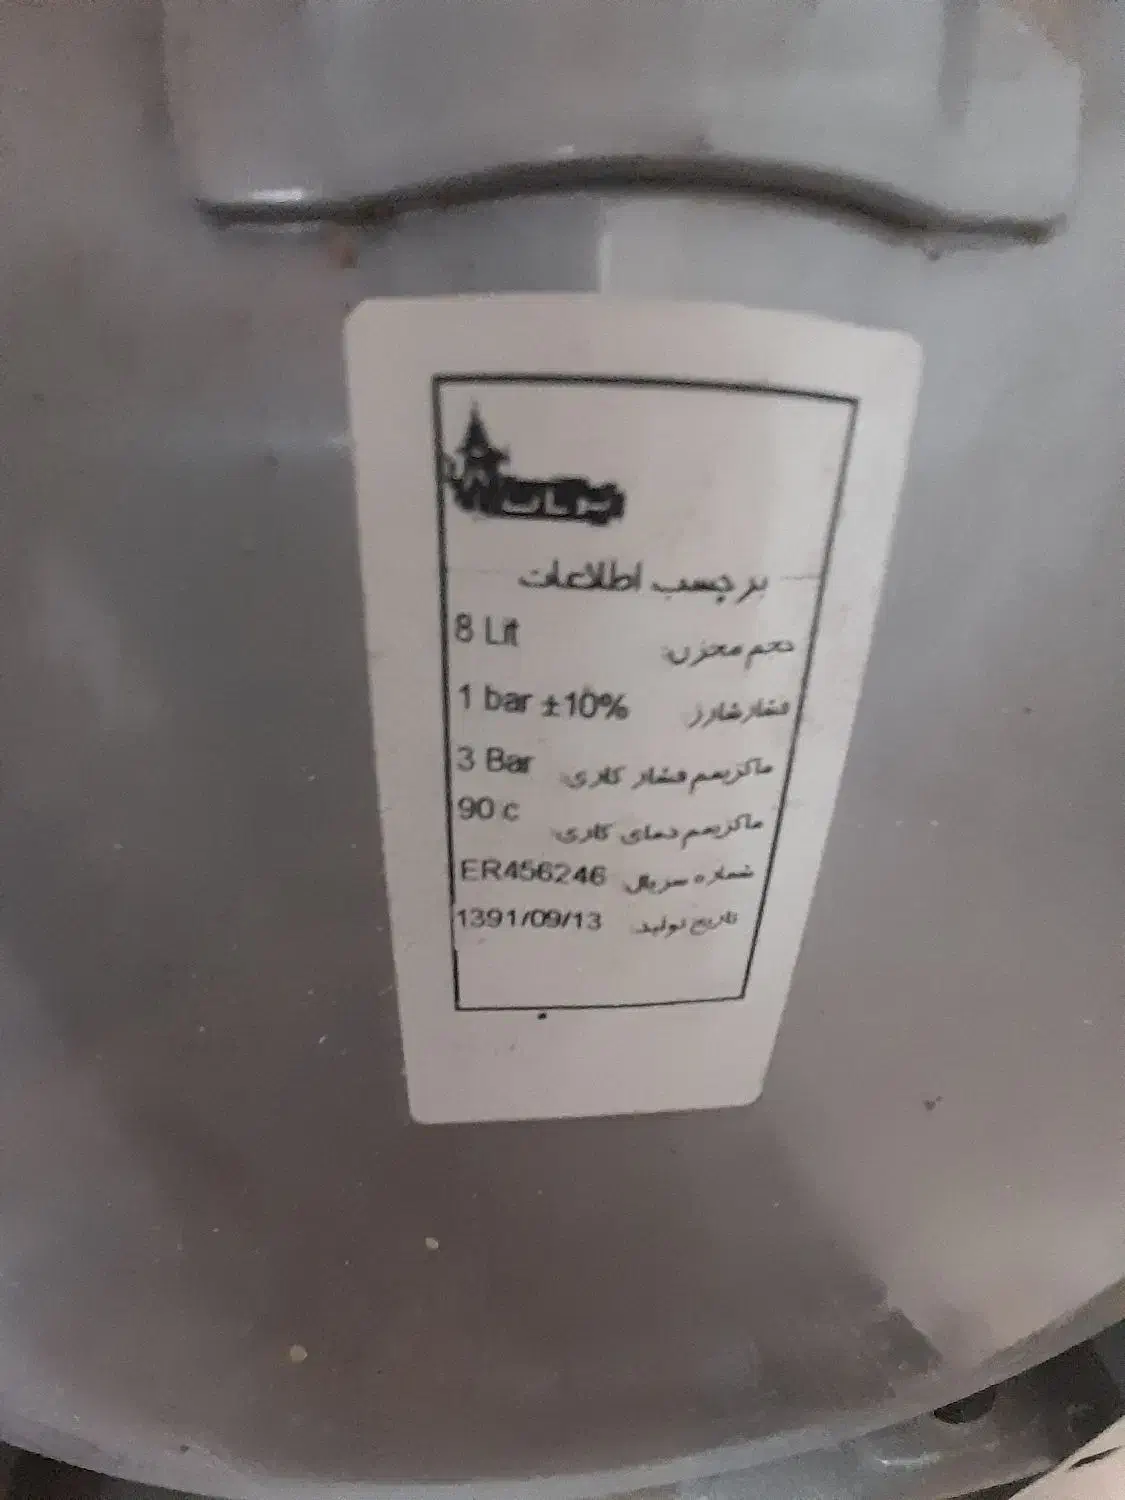 برچسب اطلاعات
حجم مخزن: 8 Lit
فشار شارژ: 1 bar ±10%
ماکزیمم فشار کاری: 3 Bar
ماکزیمم دمای کاری: 90 c
شماره سریال: ER456246
تاریخ تولید: 1391/09/13